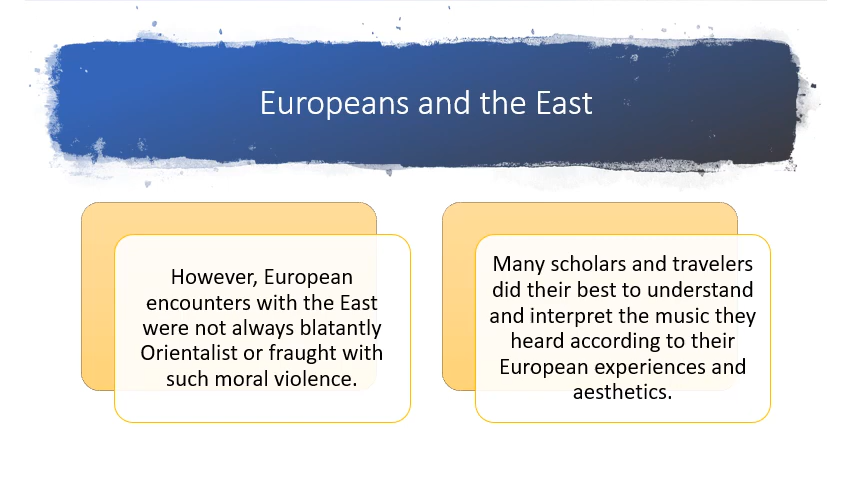 Europeans and the East
However, European
encounters with the East
were not always blatantly
Orientalist or fraught with
such moral violence.
Many scholars and travelers
did their best to understand
and interpret the music they
heard according to their
European experiences and
aesthetics.